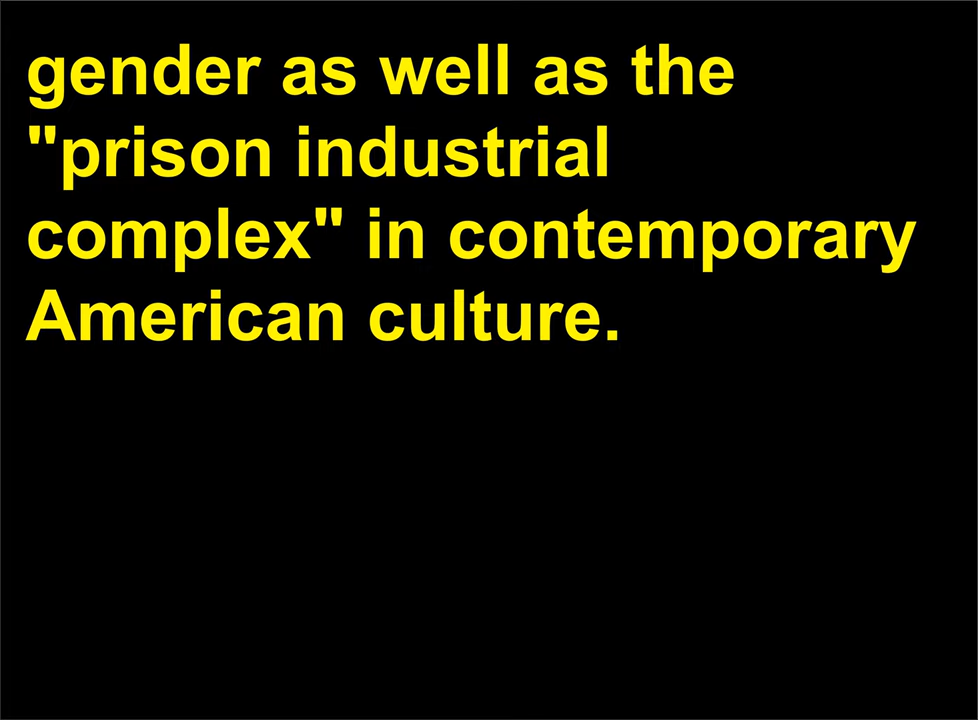 gender as well as the
"prison industrial
complex" in contemporary
American culture.